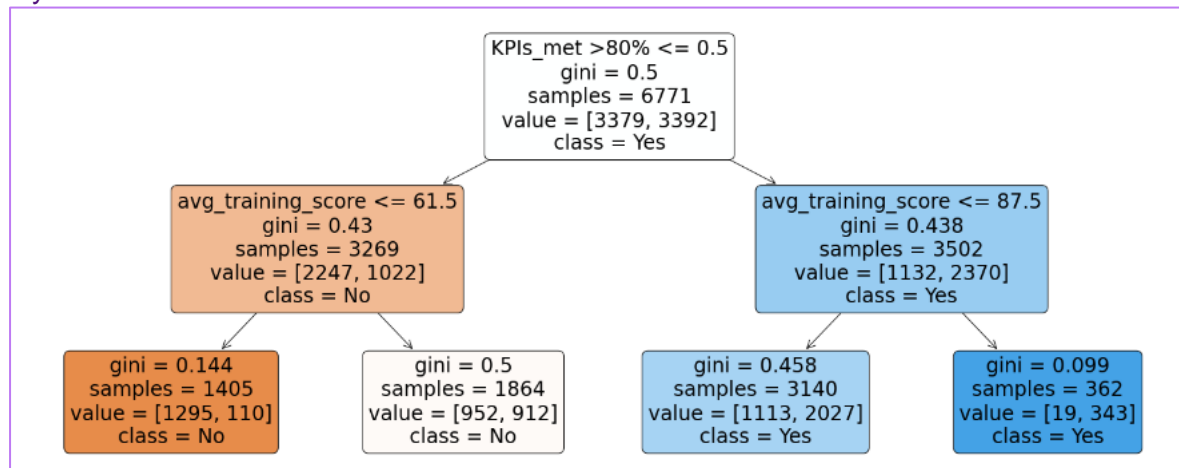 KPIs_met >80% <= 0.5
gini = 0.5
samples = 6771
value = [3379, 3392]
class = Yes
avg_training_score <= 61.5
gini = 0.43
samples = 3269
value = [2247, 1022]
class = No
avg_training_score <= 87.5
gini = 0.438
samples = 3502
value = [1132, 2370]
class = Yes
gini = 0.144
samples = 1405
value = [1295, 110]
class = No
gini = 0.5
samples = 1864
value = [952, 912]
class = No
gini = 0.458
samples = 3140
value = [1113, 2027]
class = Yes
gini = 0.099
samples = 362
value = [19, 343]
class = Yes